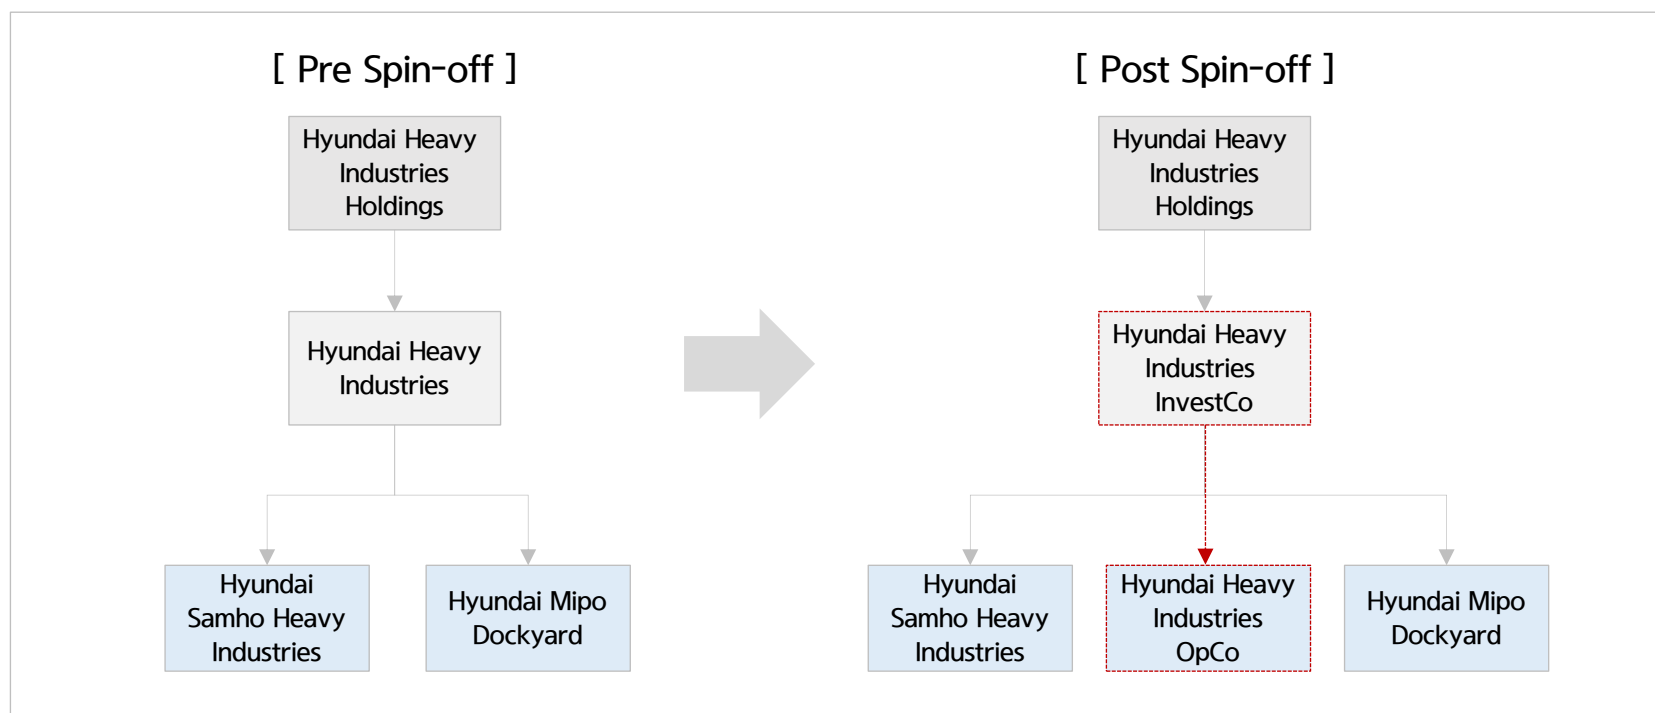 [ Pre Spin-off ]
Hyundai Heavy
Industries
Holdings
Hyundai Heavy
Industries
Hyundai
Samho Heavy
Industries
Hyundai Mipo
Dockyard
[ Post Spin-off ]
Hyundai Heavy
Industries
Holdings
Hyundai Heavy
Industries
InvestCo
Hyundai
Samho Heavy
Industries
Hyundai Heavy
Industries
OpCo
Hyundai Mipo
Dockyard